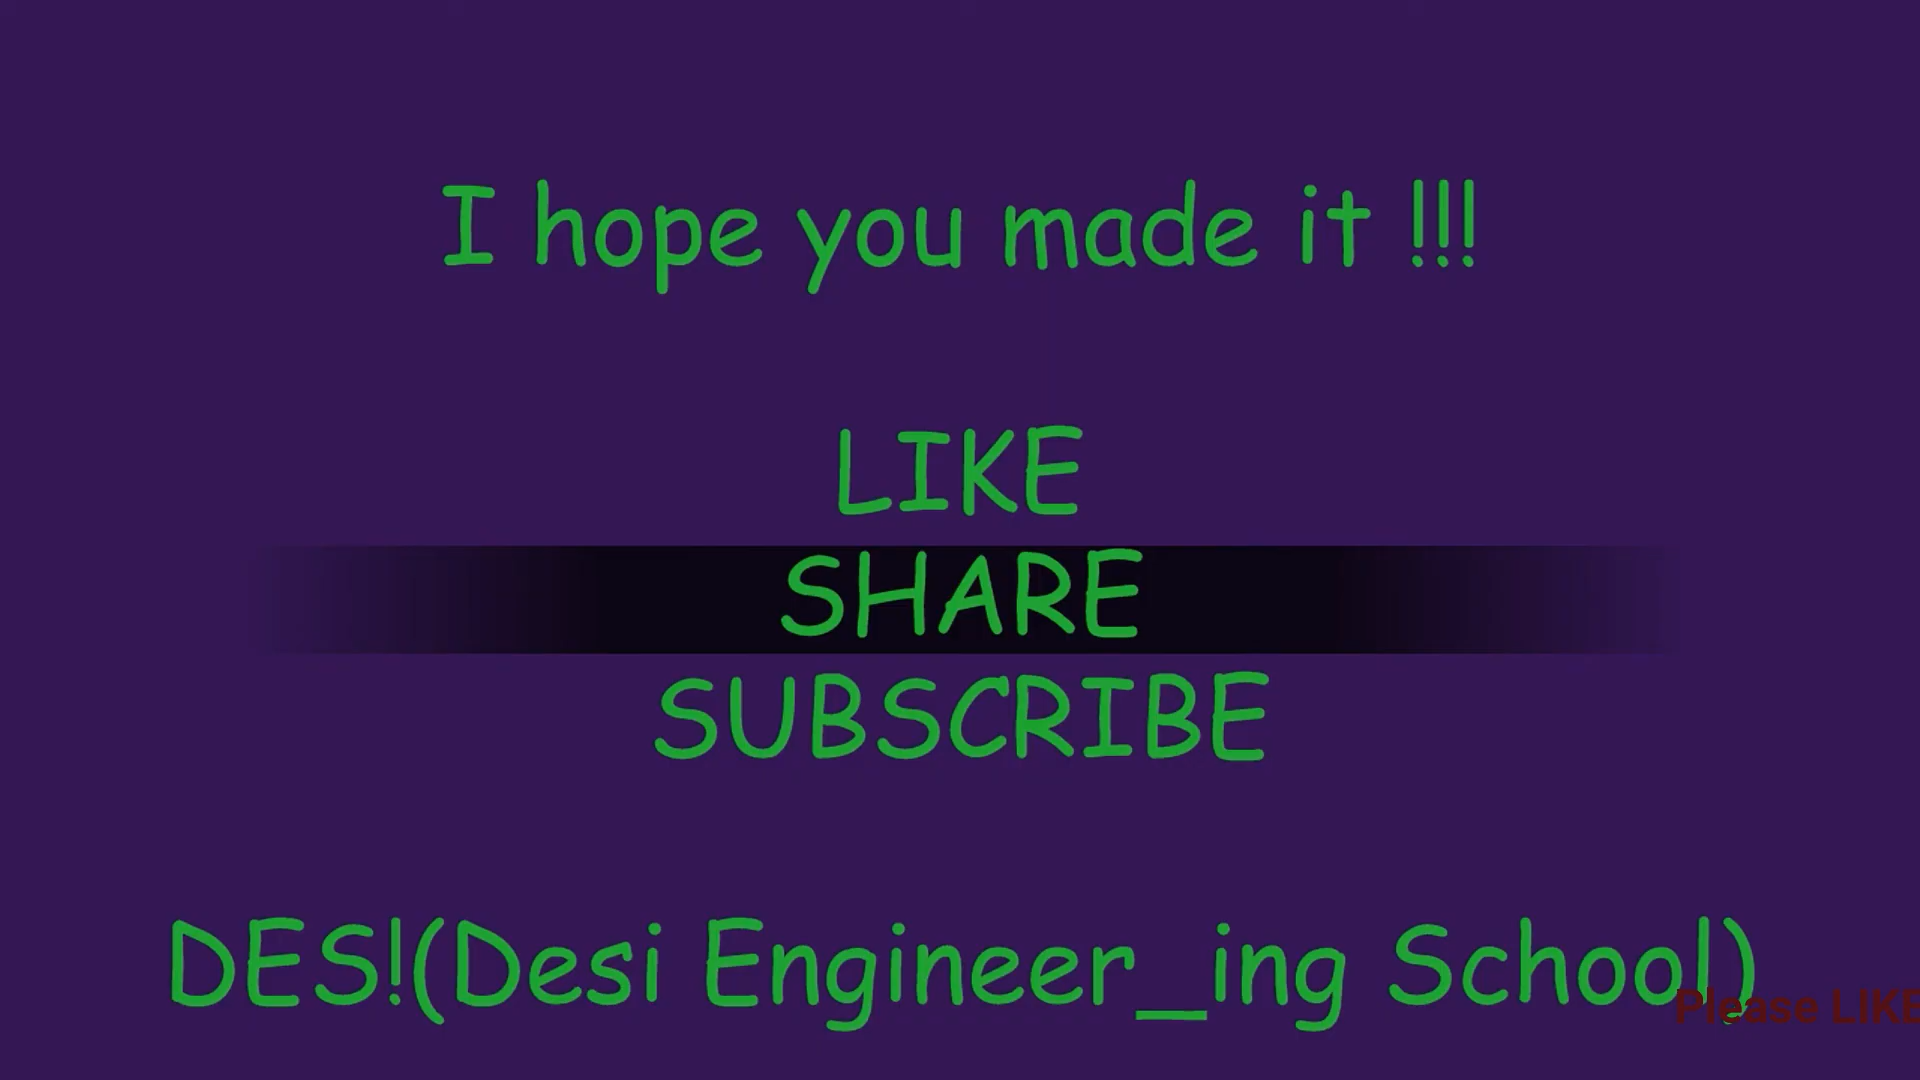 I hope you made it !!!
LIKE
SHARE
SUBSCRIBE
DES!(Desi Engineer_ing School)
Please LIKE